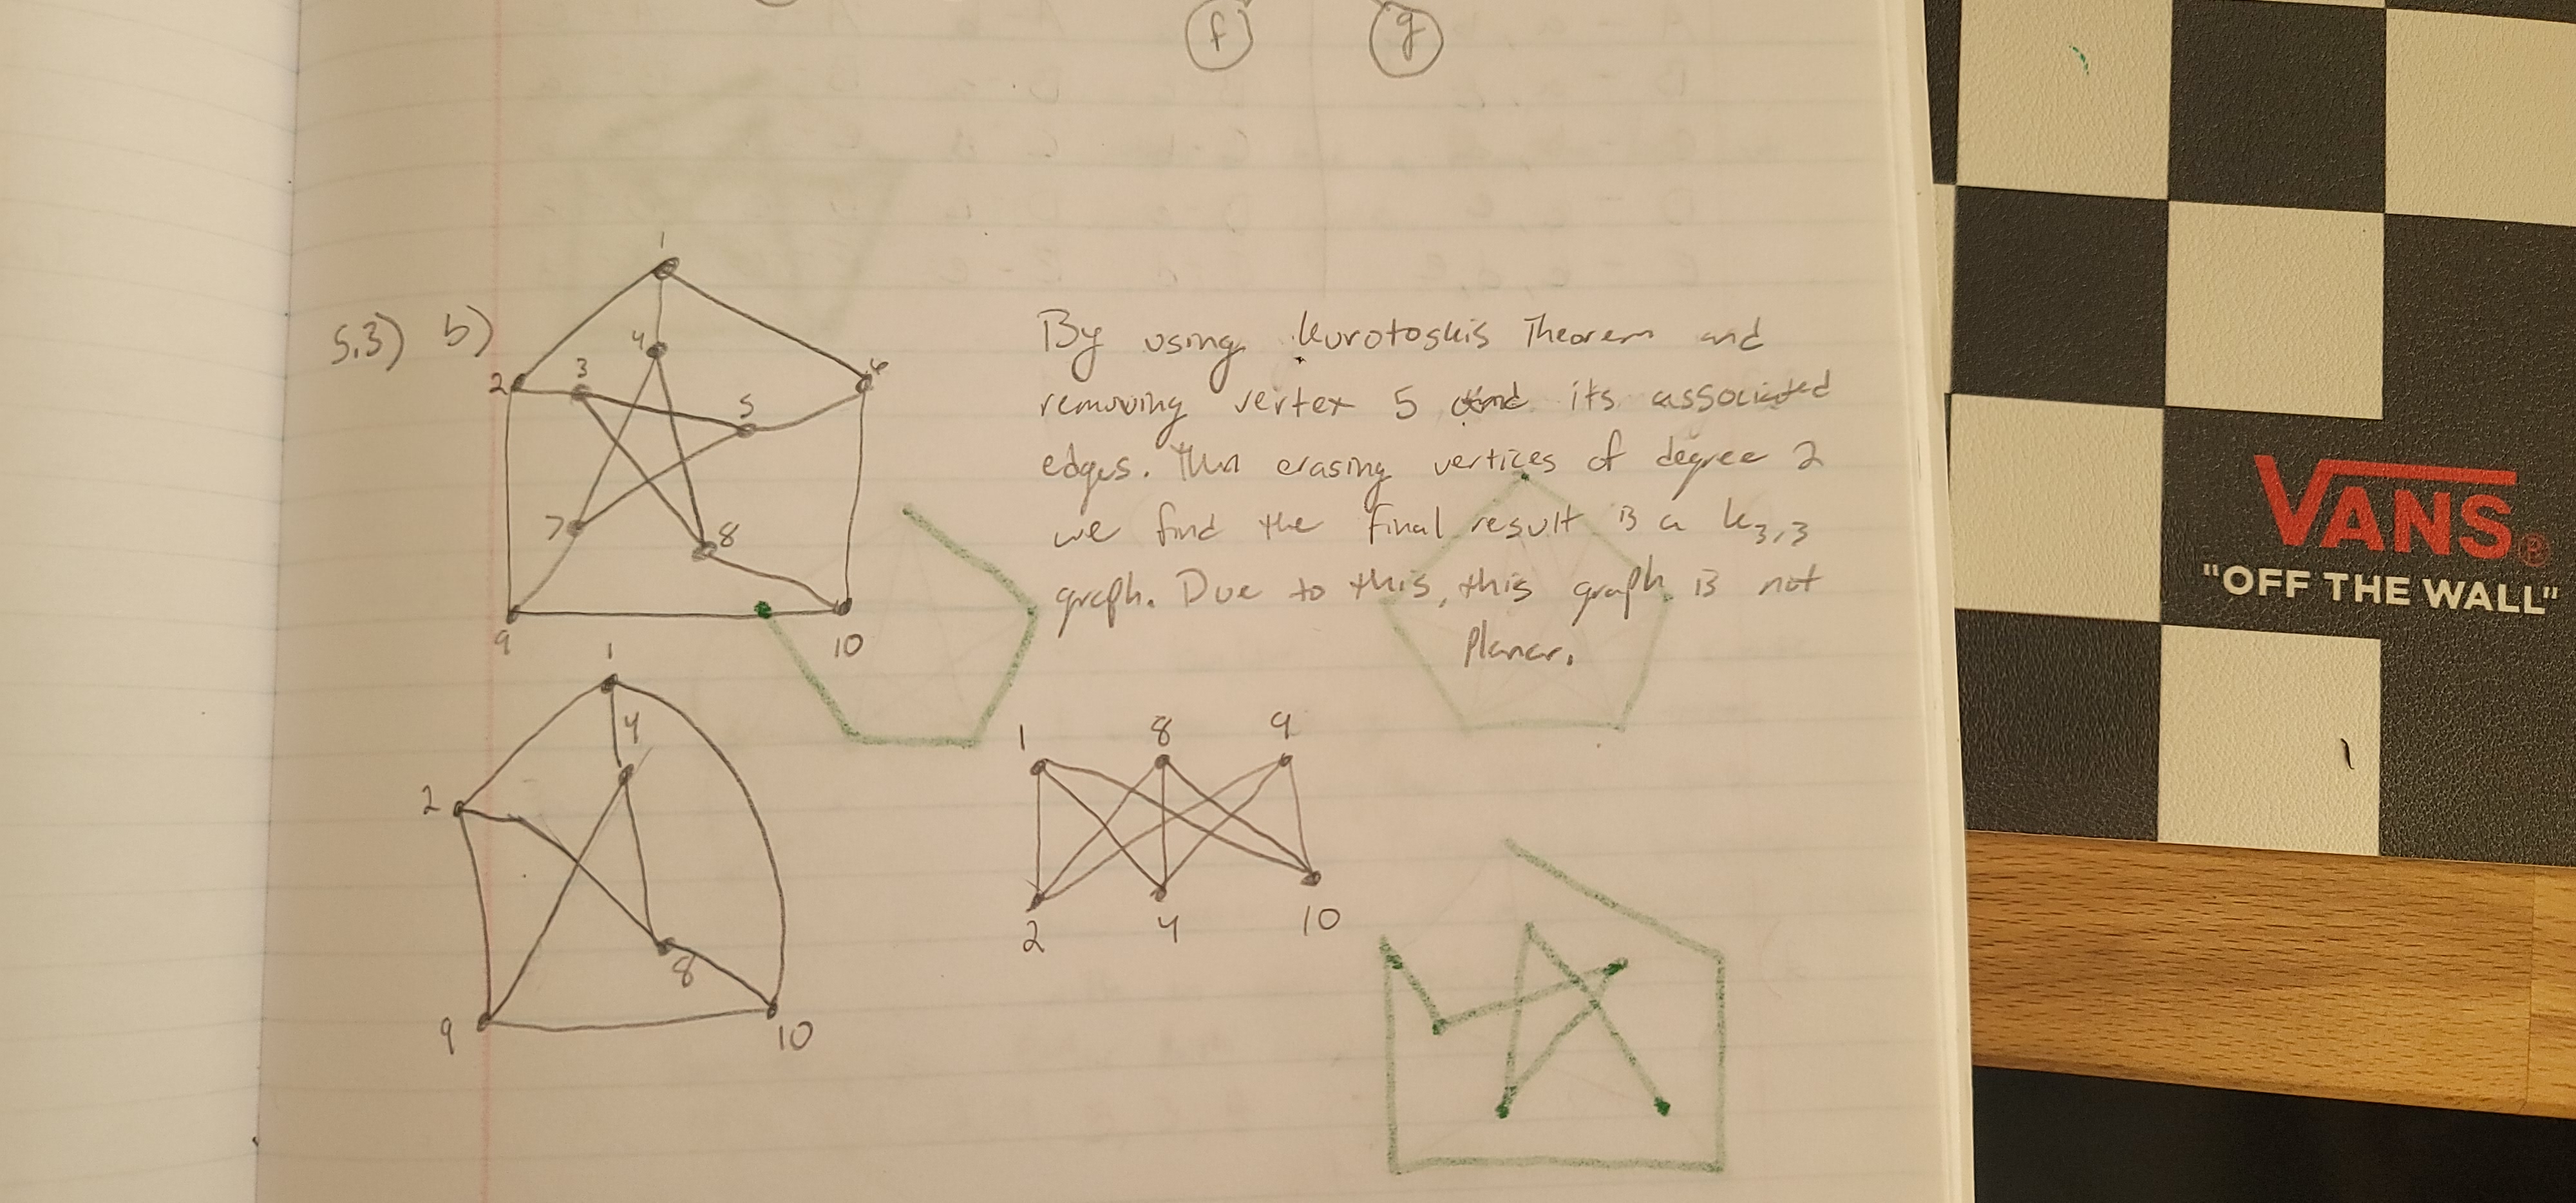 f
g
5.3) b)
1
2
3
4
5
6
7
8
9
10
By using Kurotoskis Theorem and
removing vertex 5 and its associated
edges. Then erasing vertices of degree 2
we find the final result is a K3,3
graph. Due to this, this graph is not
Planar.
1
2
4
8
9
10
1
8
9
2
4
10
VANS®
"OFF THE WALL"